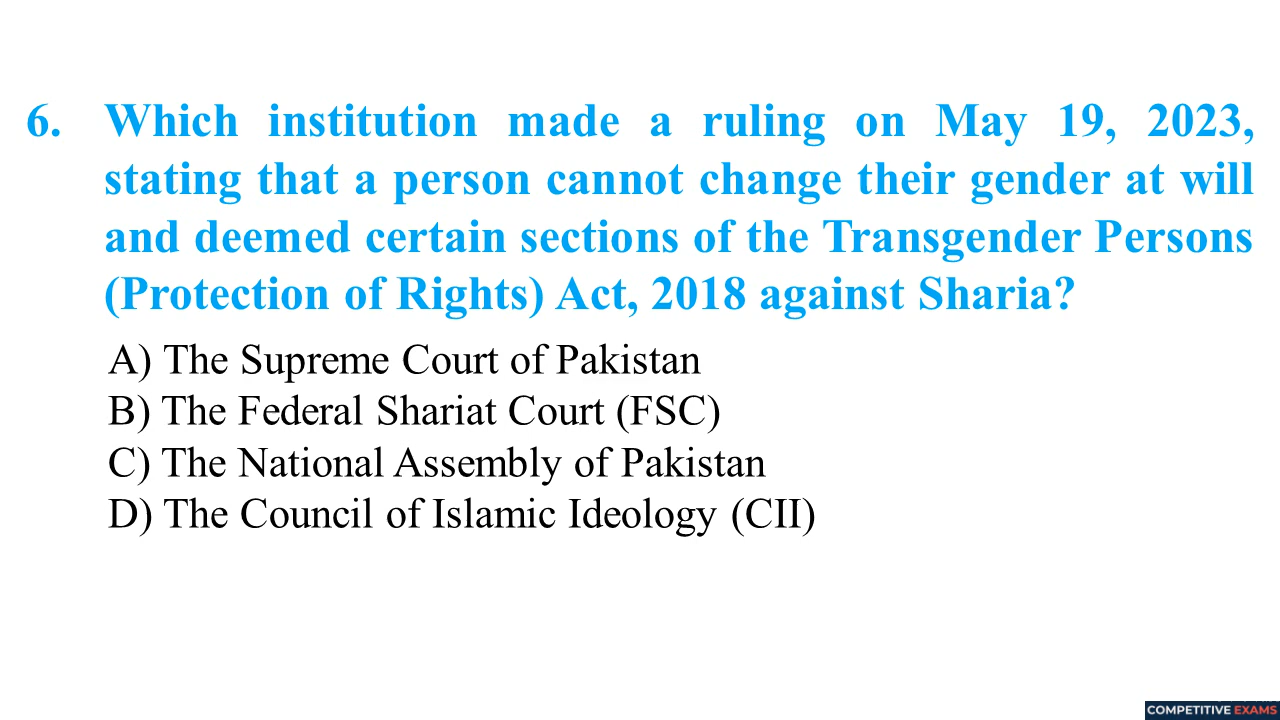 6. Which institution made a ruling on May 19, 2023,
stating that a person cannot change their gender at will
and deemed certain sections of the Transgender Persons
(Protection of Rights) Act, 2018 against Sharia?
A) The Supreme Court of Pakistan
B) The Federal Shariat Court (FSC)
C) The National Assembly of Pakistan
D) The Council of Islamic Ideology (CII)
COMPETITIVE EXAMS